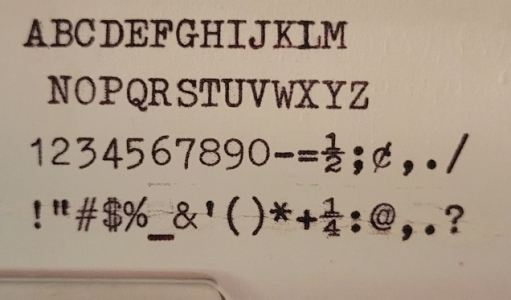 ABCDEFGHIJKLM
NOPQRSTUVWXYZ
1234567890-=½;¢,./
!"#$%_&'()*+¼:@,.?